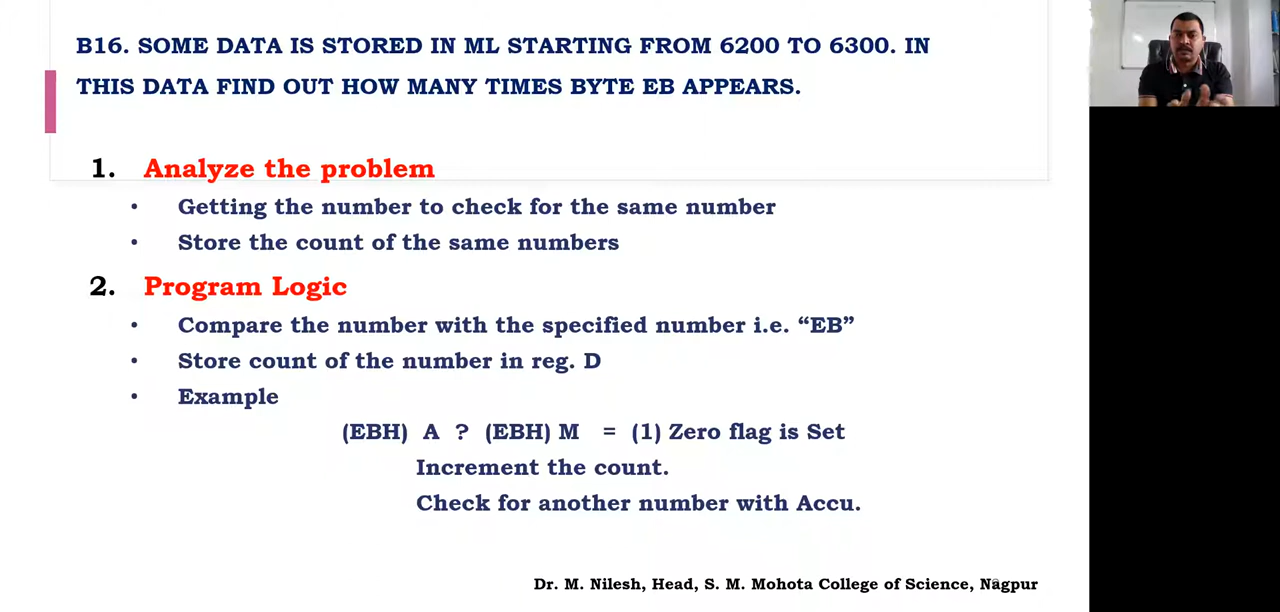 B16. SOME DATA IS STORED IN ML STARTING FROM 6200 TO 6300. IN
THIS DATA FIND OUT HOW MANY TIMES BYTE EB APPEARS.
1. Analyze the problem
• Getting the number to check for the same number
• Store the count of the same numbers
2. Program Logic
• Compare the number with the specified number i.e. “EB”
• Store count of the number in reg. D
• Example
(EBH) A ? (EBH) M = (1) Zero flag is Set
Increment the count.
Check for another number with Accu.
Dr. M. Nilesh, Head, S. M. Mohota College of Science, Nagpur